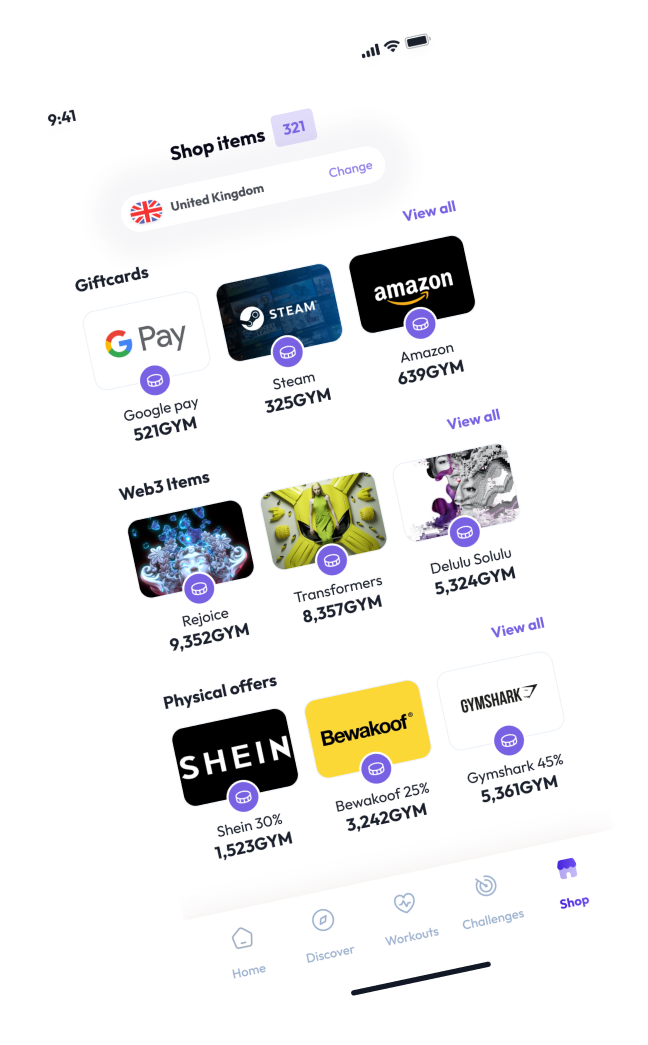 9:41
Shop items
321
United Kingdom
Change
Giftcards
View all
G Pay
STEAM
amazon
Google pay
Steam
Amazon
521GYM
325GYM
639GYM
Web3 Items
View all
Rejoice
Transformers
Delulu Solulu
9,352GYM
8,357GYM
5,324GYM
Physical offers
View all
SHEIN
Bewakoof®
GYMSHARK
Shein 30%
Bewakoof 25%
Gymshark 45%
1,523GYM
3,242GYM
5,361GYM
Home
Discover
Workouts
Challenges
Shop